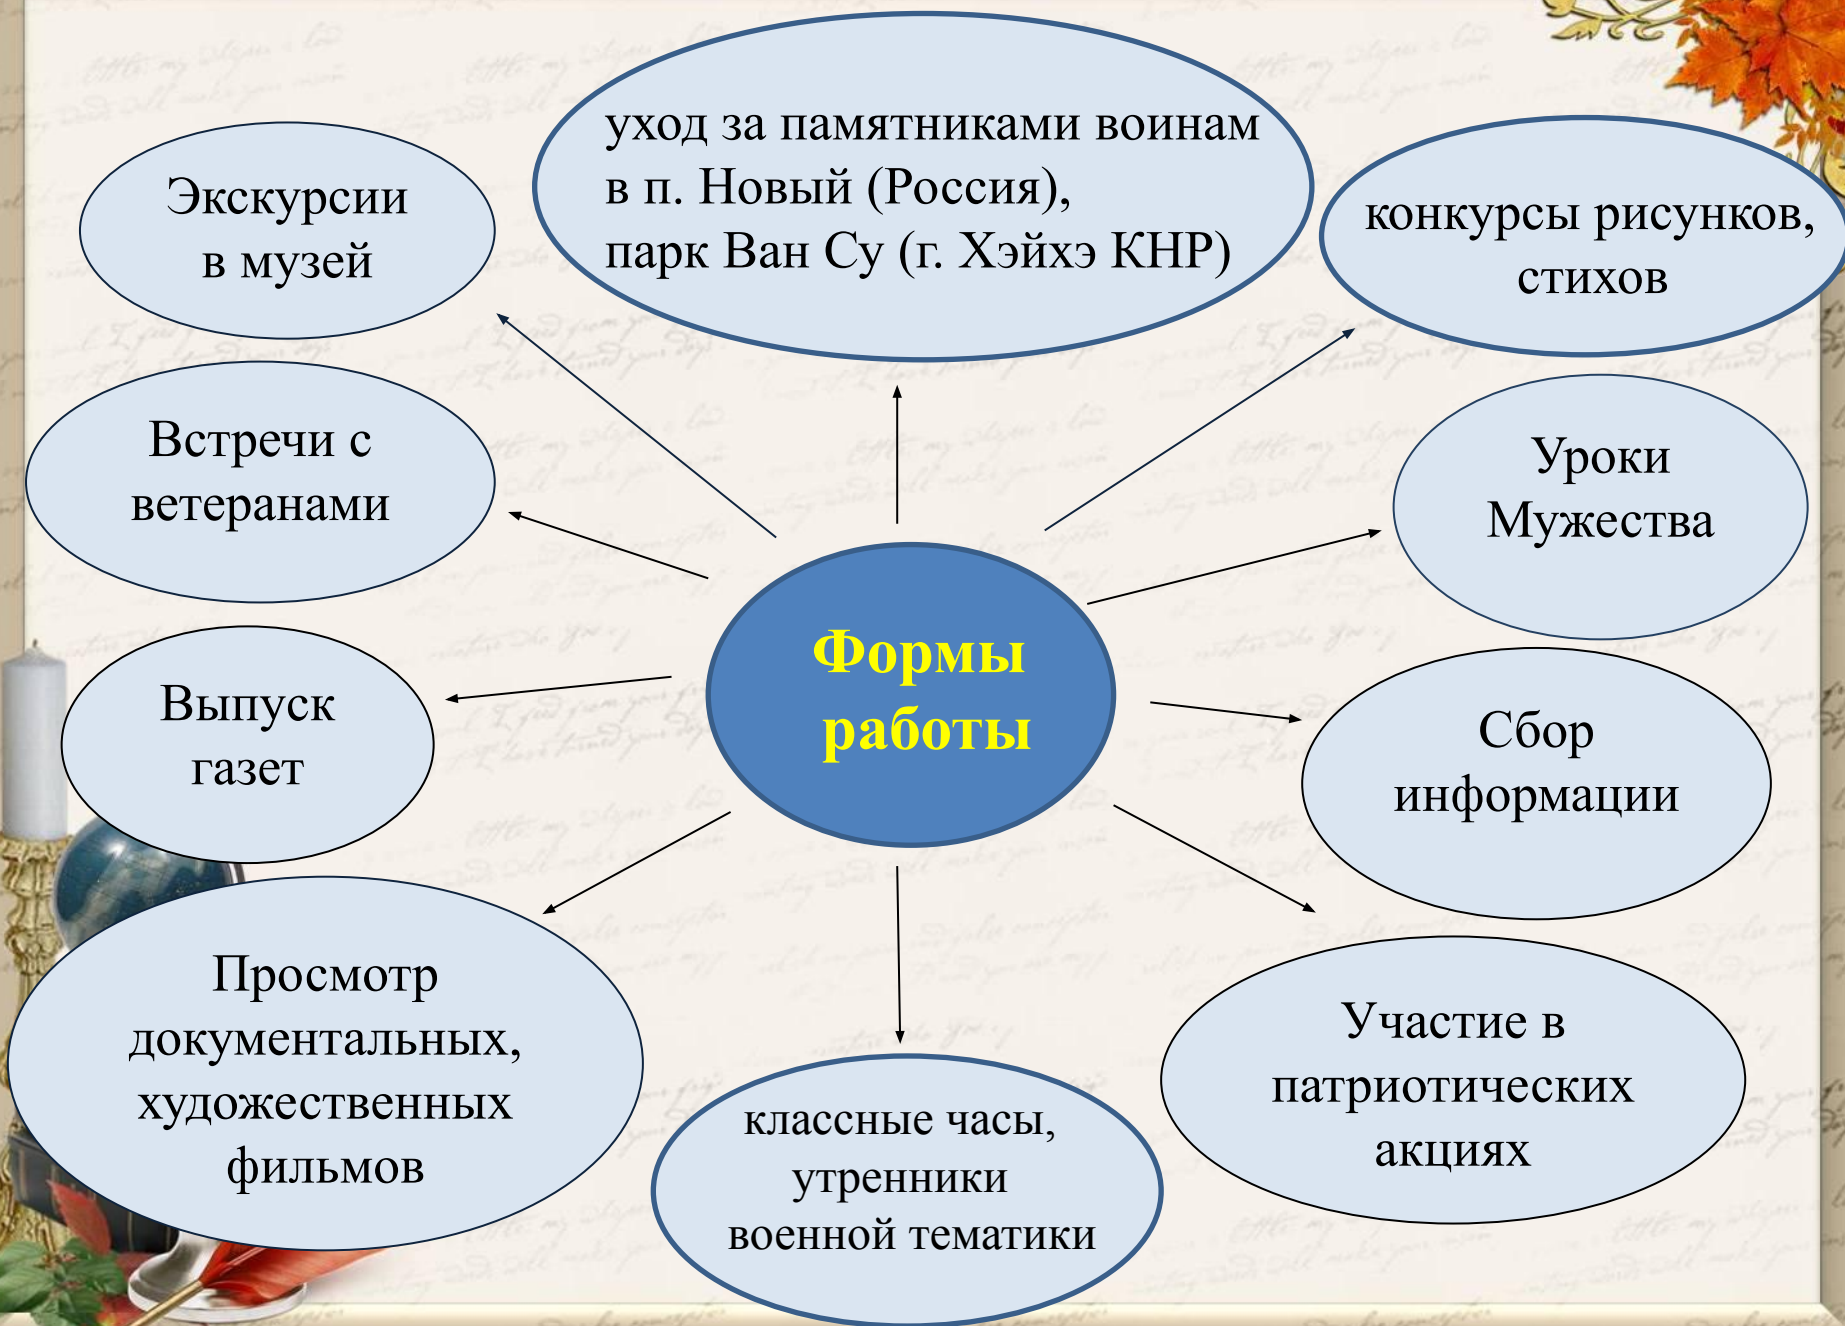 уход за памятниками воинам
в п. Новый (Россия),
парк Ван Су (г. Хэйхэ КНР)
Экскурсии
в музей
конкурсы рисунков,
стихов
Встречи с
ветеранами
Уроки
Мужества
Формы
работы
Выпуск
газет
Сбор
информации
Просмотр
документальных,
художественных
фильмов
классные часы,
утренники
военной тематики
Участие в
патриотических
акциях